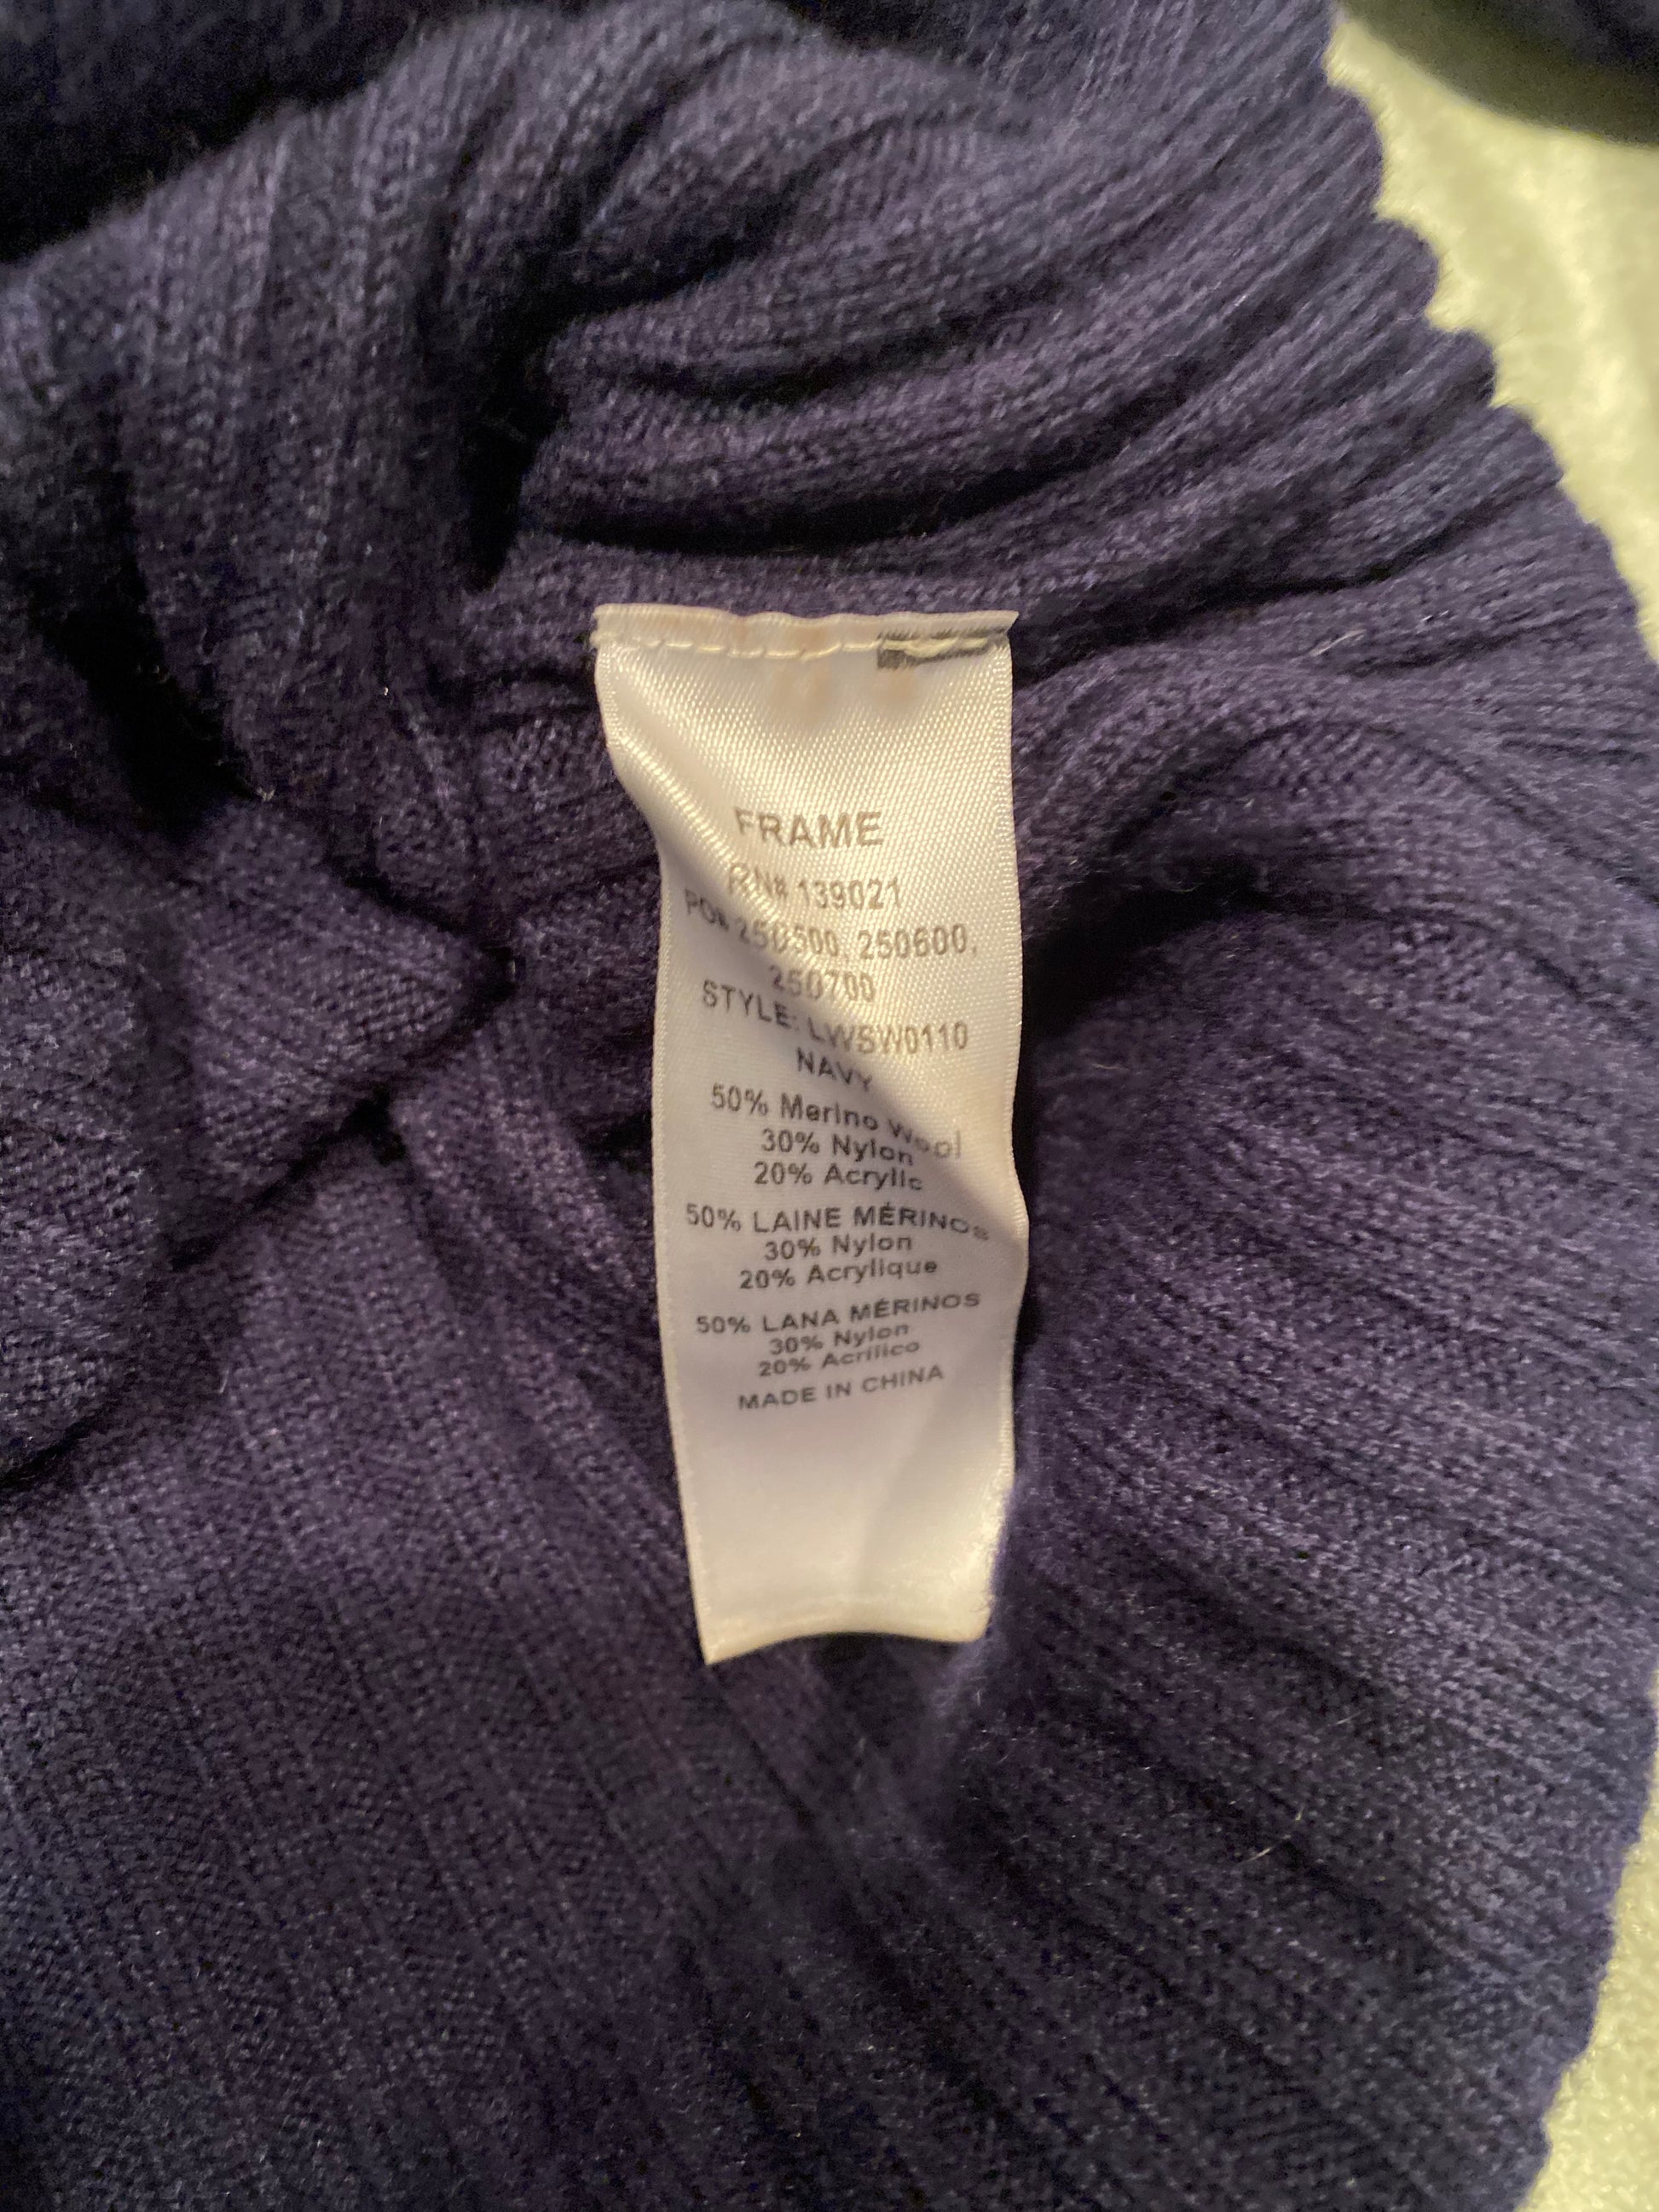 FRAME
RN# 139021
PO# 250500, 250600,
250700
STYLE: LWSW0110
NAVY
50% Merino Wool
30% Nylon
20% Acrylic
50% LAINE MÉRINOS
30% Nylon
20% Acrylique
50% LANA MÉRINOS
30% Nylon
20% Acrílico
MADE IN CHINA